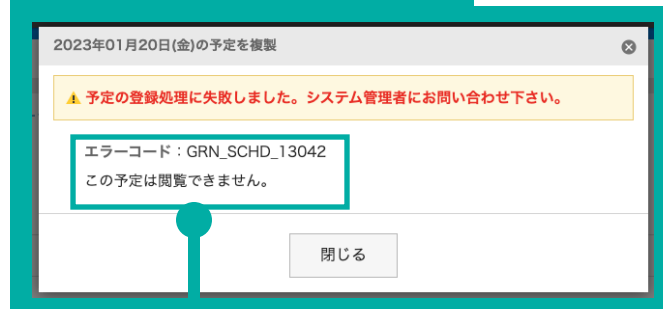 2023年01月20日(金)の予定を複製
予定の登録処理に失敗しました。システム管理者にお問い合わせ下さい。
エラーコード：GRN_SCHD_13042
この予定は閲覧できません。
閉じる